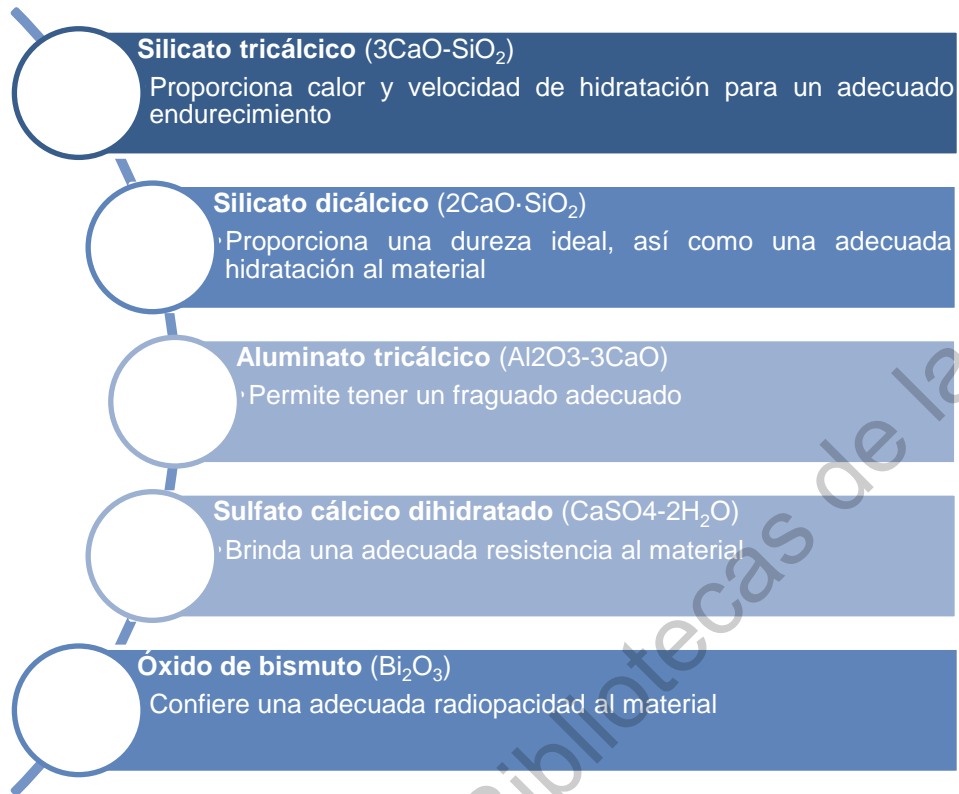 Silicato tricálcico (3CaO-SiO₂)
Proporciona calor y velocidad de hidratación para un adecuado
endurecimiento
Silicato dicálcico (2CaO·SiO₂)
•Proporciona una dureza ideal, así como una adecuada
hidratación al material
Aluminato tricálcico (Al2O3-3CaO)
•Permite tener un fraguado adecuado
Sulfato cálcico dihidratado (CaSO4-2H₂O)
•Brinda una adecuada resistencia al material
Óxido de bismuto (Bi₂O₃)
Confiere una adecuada radiopacidad al material
Bibliotecas de la